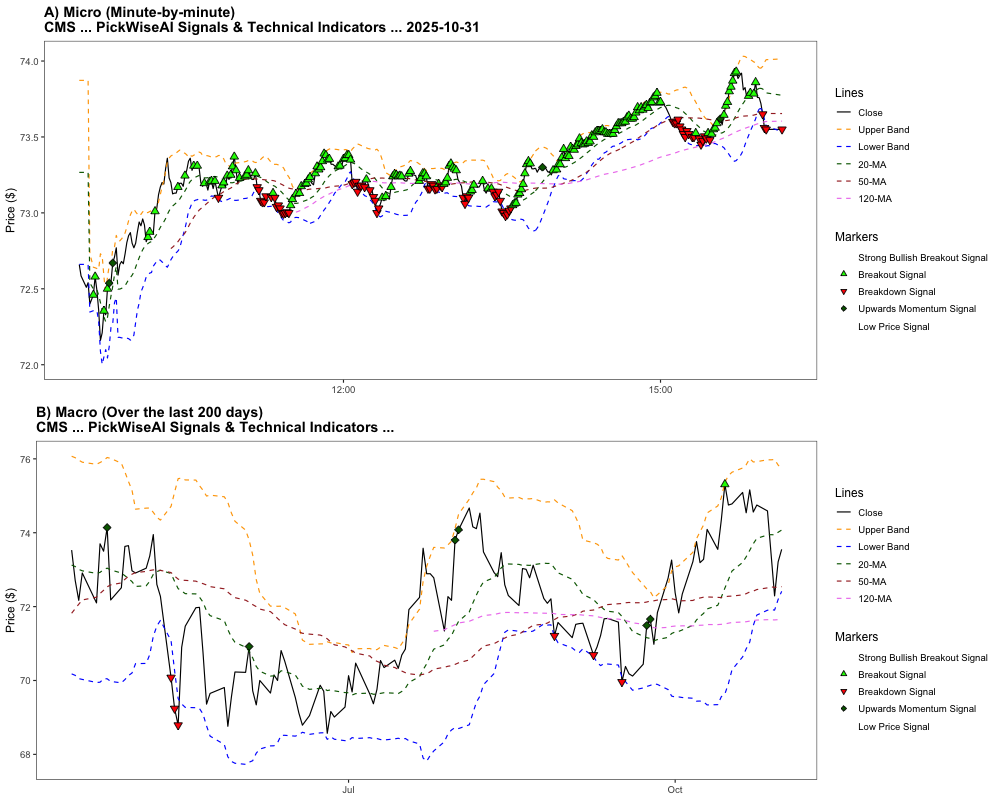 A) Micro (Minute-by-minute)
CMS ... PickWiseAI Signals & Technical Indicators ... 2025-10-31
Price ($)
74.0
73.5
73.0
72.5
72.0
12:00
15:00
Lines
Close
Upper Band
Lower Band
20-MA
50-MA
120-MA
Markers
Strong Bullish Breakout Signal
Breakout Signal
Breakdown Signal
Upwards Momentum Signal
Low Price Signal
B) Macro (Over the last 200 days)
CMS ... PickWiseAI Signals & Technical Indicators ...
Price ($)
76
74
72
70
68
Jul
Oct
Lines
Close
Upper Band
Lower Band
20-MA
50-MA
120-MA
Markers
Strong Bullish Breakout Signal
Breakout Signal
Breakdown Signal
Upwards Momentum Signal
Low Price Signal